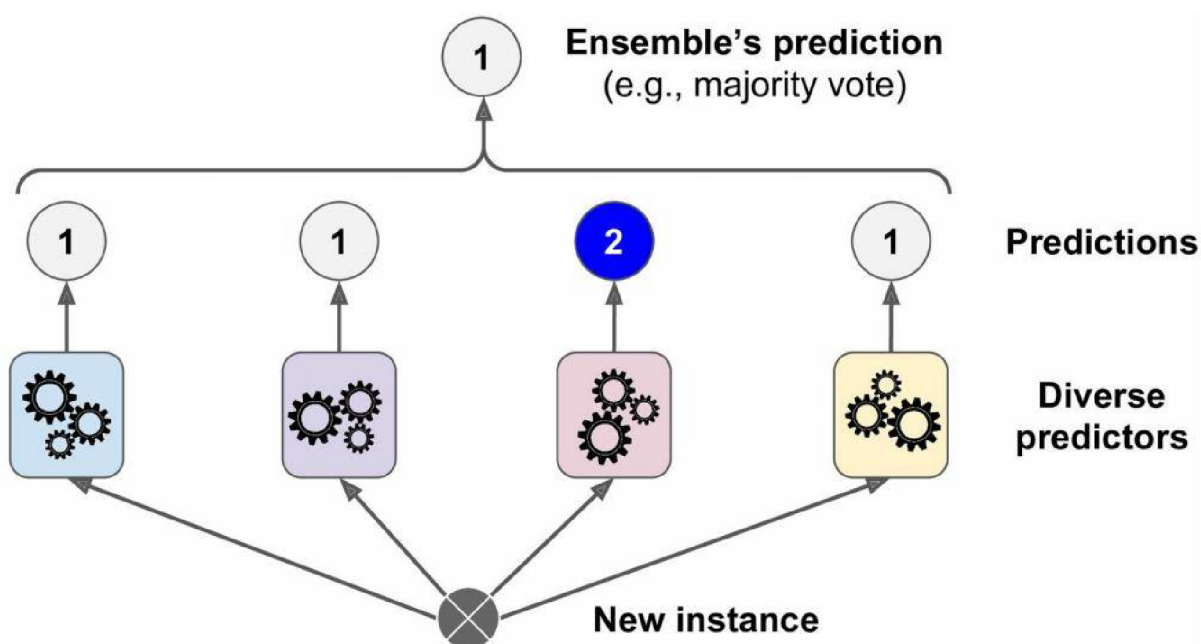 1
Ensemble’s prediction
(e.g., majority vote)
1
1
2
1
Predictions
Diverse
predictors
New instance